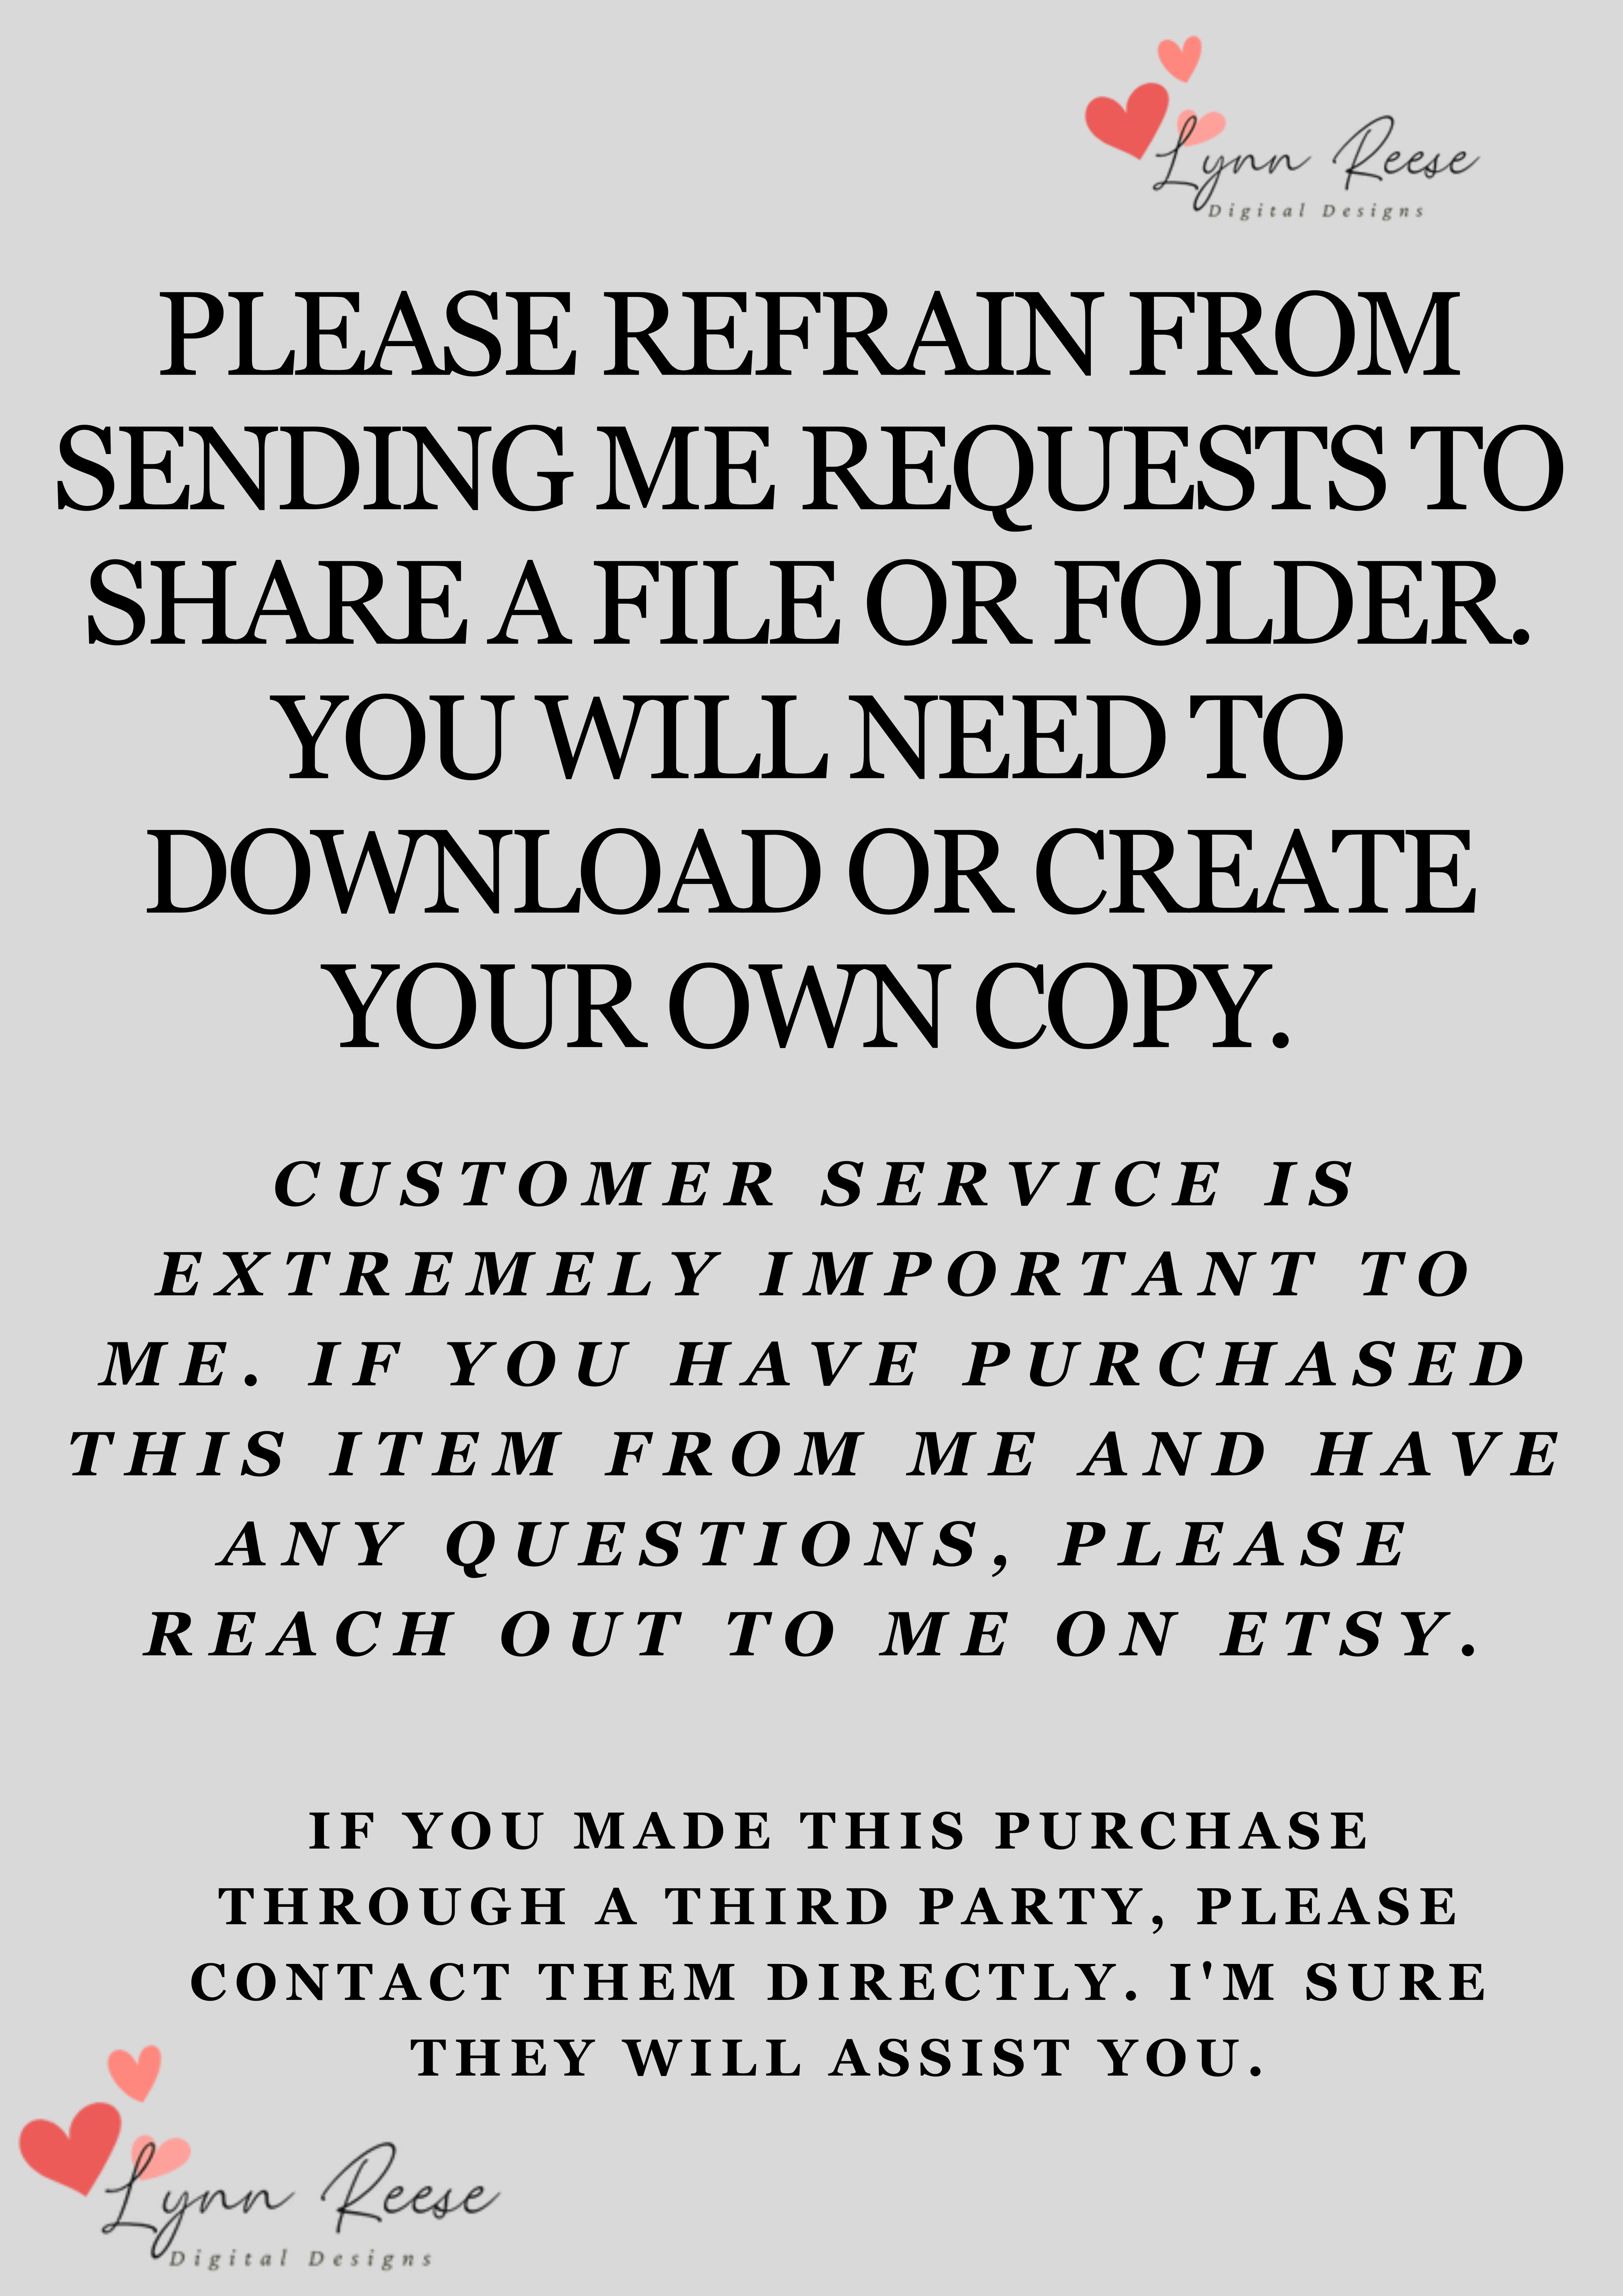 Lynn Reese
Digital Designs
PLEASE REFRAIN FROM
SENDING ME REQUESTS TO
SHARE A FILE OR FOLDER.
YOU WILL NEED TO
DOWNLOAD OR CREATE
YOUR OWN COPY.
CUSTOMER SERVICE IS
EXTREMELY IMPORTANT TO
ME. IF YOU HAVE PURCHASED
THIS ITEM FROM ME AND HAVE
ANY QUESTIONS, PLEASE
REACH OUT TO ME ON ETSY.
IF YOU MADE THIS PURCHASE
THROUGH A THIRD PARTY, PLEASE
CONTACT THEM DIRECTLY. I'M SURE
THEY WILL ASSIST YOU.
Lynn Reese
Digital Designs